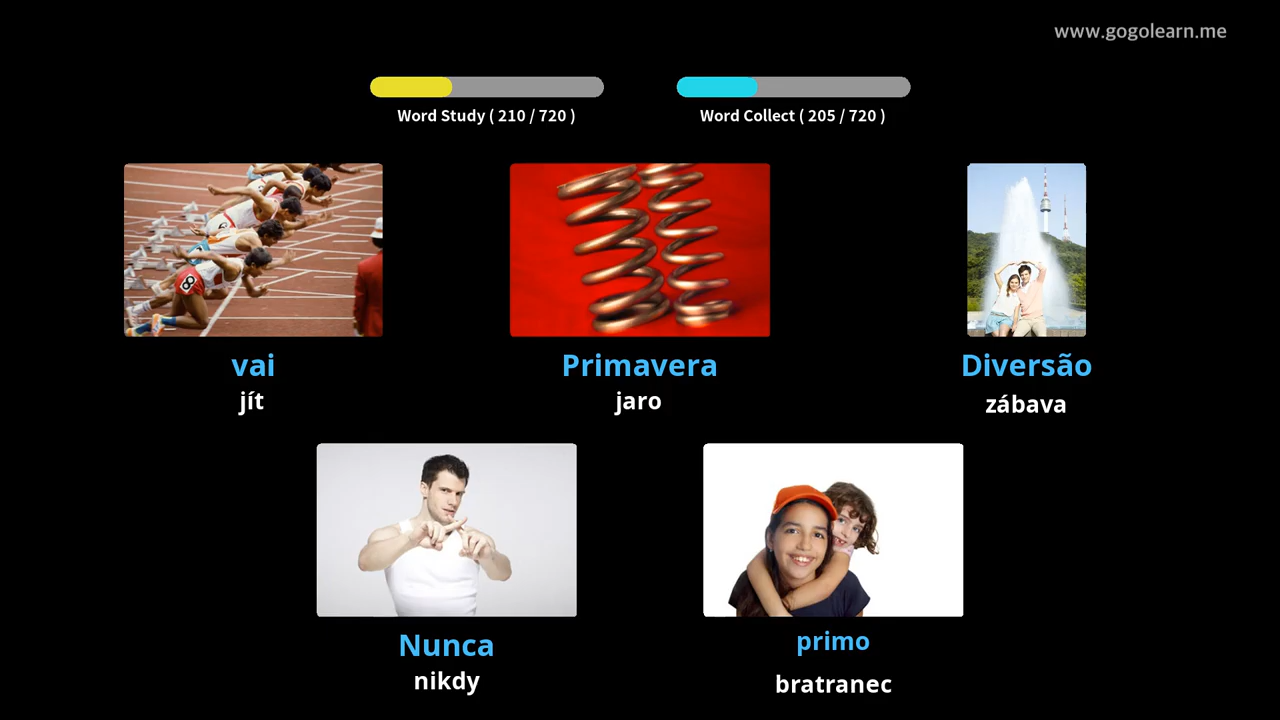 www.gogolearn.me
Word Study ( 210 / 720 )
Word Collect ( 205 / 720 )
8
vai
jít
Primavera
jaro
Diversão
zábava
Nunca
nikdy
primo
bratranec